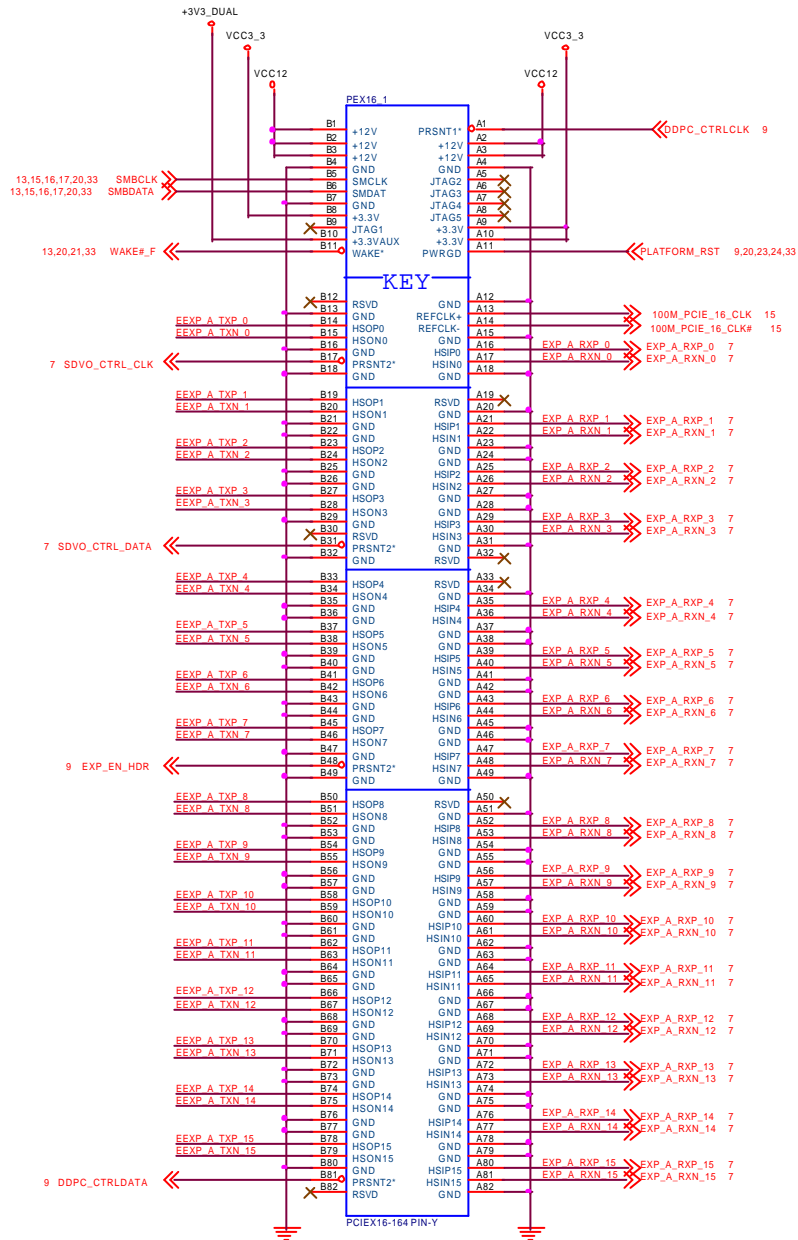 +3V3_DUAL
VCC3_3 VCC3_3
VCC12 VCC12
PEX16_1
B1 +12V PRSNT1* A1 DDPC_CTRLCLK 9
B2 +12V +12V A2
B3 +12V +12V A3
B4 GND GND A4
13,15,16,17,20,33 SMBCLK B5 SMCLK JTAG2 A5
13,15,16,17,20,33 SMBDATA B6 SMDAT JTAG3 A6
B7 GND JTAG4 A7
B8 +3.3V JTAG5 A8
B9 JTAG1 +3.3V A9
B10 +3.3VAUX +3.3V A10
13,20,21,33 WAKE#_F B11 WAKE* PWRGD A11 PLATFORM_RST 9,20,23,24,33
KEY
B12 RSVD GND A12
B13 GND REFCLK+ A13 100M_PCIE_16_CLK 15
EEXP_A_TXP_0 B14 HSOP0 REFCLK- A14 100M_PCIE_16_CLK# 15
EEXP_A_TXN_0 B15 HSON0 GND A15
B16 GND HSIP0 A16 EXP_A_RXP_0 EXP_A_RXP_0 7
7 SDVO_CTRL_CLK B17 PRSNT2* HSIN0 A17 EXP_A_RXN_0 EXP_A_RXN_0 7
B18 GND GND A18
EEXP_A_TXP_1 B19 HSOP1 RSVD A19
EEXP_A_TXN_1 B20 HSON1 GND A20
B21 GND HSIP1 A21 EXP_A_RXP_1 EXP_A_RXP_1 7
B22 GND HSIN1 A22 EXP_A_RXN_1 EXP_A_RXN_1 7
EEXP_A_TXP_2 B23 HSOP2 GND A23
EEXP_A_TXN_2 B24 HSON2 GND A24
B25 GND HSIP2 A25 EXP_A_RXP_2 EXP_A_RXP_2 7
B26 GND HSIN2 A26 EXP_A_RXN_2 EXP_A_RXN_2 7
EEXP_A_TXP_3 B27 HSOP3 GND A27
EEXP_A_TXN_3 B28 HSON3 GND A28
B29 GND HSIP3 A29 EXP_A_RXP_3 EXP_A_RXP_3 7
B30 RSVD HSIN3 A30 EXP_A_RXN_3 EXP_A_RXN_3 7
7 SDVO_CTRL_DATA B31 PRSNT2* GND A31
B32 GND RSVD A32
EEXP_A_TXP_4 B33 HSOP4 RSVD A33
EEXP_A_TXN_4 B34 HSON4 GND A34
B35 GND HSIP4 A35 EXP_A_RXP_4 EXP_A_RXP_4 7
B36 GND HSIN4 A36 EXP_A_RXN_4 EXP_A_RXN_4 7
EEXP_A_TXP_5 B37 HSOP5 GND A37
EEXP_A_TXN_5 B38 HSON5 GND A38
B39 GND HSIP5 A39 EXP_A_RXP_5 EXP_A_RXP_5 7
B40 GND HSIN5 A40 EXP_A_RXN_5 EXP_A_RXN_5 7
EEXP_A_TXP_6 B41 HSOP6 GND A41
EEXP_A_TXN_6 B42 HSON6 GND A42
B43 GND HSIP6 A43 EXP_A_RXP_6 EXP_A_RXP_6 7
B44 GND HSIN6 A44 EXP_A_RXN_6 EXP_A_RXN_6 7
EEXP_A_TXP_7 B45 HSOP7 GND A45
EEXP_A_TXN_7 B46 HSON7 GND A46
B47 GND HSIP7 A47 EXP_A_RXP_7 EXP_A_RXP_7 7
9 EXP_EN_HDR B48 PRSNT2* HSIN7 A48 EXP_A_RXN_7 EXP_A_RXN_7 7
B49 GND GND A49
EEXP_A_TXP_8 B50 HSOP8 RSVD A50
EEXP_A_TXN_8 B51 HSON8 GND A51
B52 GND HSIP8 A52 EXP_A_RXP_8 EXP_A_RXP_8 7
B53 GND HSIN8 A53 EXP_A_RXN_8 EXP_A_RXN_8 7
EEXP_A_TXP_9 B54 HSOP9 GND A54
EEXP_A_TXN_9 B55 HSON9 GND A55
B56 GND HSIP9 A56 EXP_A_RXP_9 EXP_A_RXP_9 7
B57 GND HSIN9 A57 EXP_A_RXN_9 EXP_A_RXN_9 7
EEXP_A_TXP_10 B58 HSOP10 GND A58
EEXP_A_TXN_10 B59 HSON10 GND A59
B60 GND HSIP10 A60 EXP_A_RXP_10 EXP_A_RXP_10 7
B61 GND HSIN10 A61 EXP_A_RXN_10 EXP_A_RXN_10 7
EEXP_A_TXP_11 B62 HSOP11 GND A62
EEXP_A_TXN_11 B63 HSON11 GND A63
B64 GND HSIP11 A64 EXP_A_RXP_11 EXP_A_RXP_11 7
B65 GND HSIN11 A65 EXP_A_RXN_11 EXP_A_RXN_11 7
EEXP_A_TXP_12 B66 HSOP12 GND A66
EEXP_A_TXN_12 B67 HSON12 GND A67
B68 GND HSIP12 A68 EXP_A_RXP_12 EXP_A_RXP_12 7
B69 GND HSIN12 A69 EXP_A_RXN_12 EXP_A_RXN_12 7
EEXP_A_TXP_13 B70 HSOP13 GND A70
EEXP_A_TXN_13 B71 HSON13 GND A71
B72 GND HSIP13 A72 EXP_A_RXP_13 EXP_A_RXP_13 7
B73 GND HSIN13 A73 EXP_A_RXN_13 EXP_A_RXN_13 7
EEXP_A_TXP_14 B74 HSOP14 GND A74
EEXP_A_TXN_14 B75 HSON14 GND A75
B76 GND HSIP14 A76 EXP_A_RXP_14 EXP_A_RXP_14 7
B77 GND HSIN14 A77 EXP_A_RXN_14 EXP_A_RXN_14 7
EEXP_A_TXP_15 B78 HSOP15 GND A78
EEXP_A_TXN_15 B79 HSON15 GND A79
B80 GND HSIP15 A80 EXP_A_RXP_15 EXP_A_RXP_15 7
9 DDPC_CTRLDATA B81 PRSNT2* HSIN15 A81 EXP_A_RXN_15 EXP_A_RXN_15 7
B82 RSVD GND A82
PCIEX16-164 PIN-Y